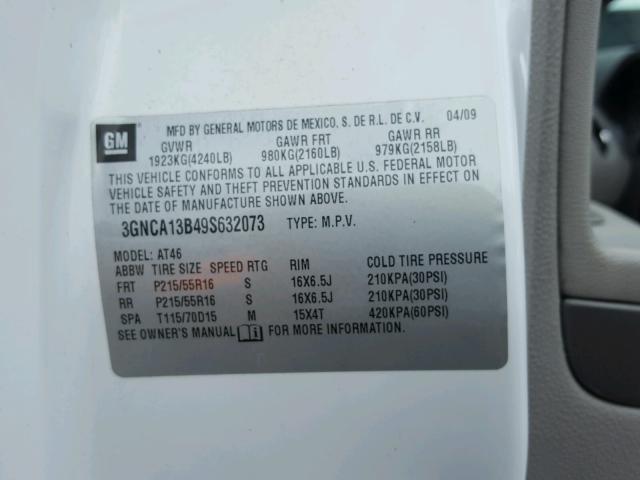 GM
MFD BY GENERAL MOTORS DE MEXICO, S. DE R.L. DE C.V. 04/09
GVWR GAWR FRT GAWR RR
1923KG(4240LB) 980KG(2160LB) 979KG(2158LB)
THIS VEHICLE CONFORMS TO ALL APPLICABLE U.S. FEDERAL MOTOR
VEHICLE SAFETY AND THEFT PREVENTION STANDARDS IN EFFECT ON
THE DATE OF MANUFACTURE SHOWN ABOVE.
3GNCA13B49S632073 TYPE: M.P.V.
MODEL: AT46
ABBW TIRE SIZE SPEED RTG RIM COLD TIRE PRESSURE
FRT P215/55R16 S 16X6.5J 210KPA(30PSI)
RR P215/55R16 S 16X6.5J 210KPA(30PSI)
SPA T115/70D15 M 15X4T 420KPA(60PSI)
SEE OWNER'S MANUAL FOR MORE INFORMATION.